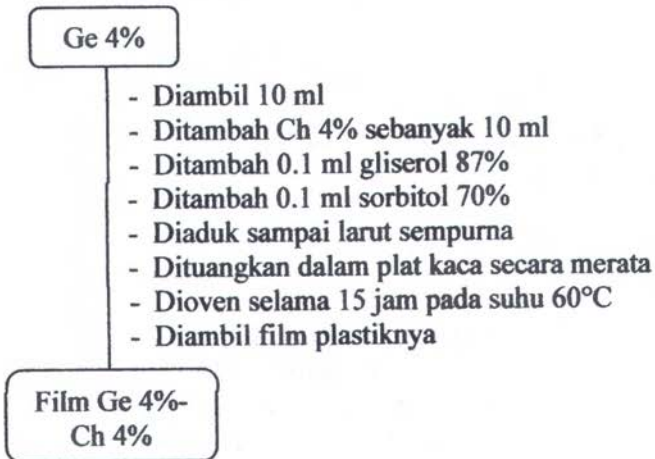 Ge 4%
- Diambil 10 ml
- Ditambah Ch 4% sebanyak 10 ml
- Ditambah 0.1 ml gliserol 87%
- Ditambah 0.1 ml sorbitol 70%
- Diaduk sampai larut sempurna
- Dituangkan dalam plat kaca secara merata
- Dioven selama 15 jam pada suhu 60°C
- Diambil film plastiknya
Film Ge 4%-
Ch 4%